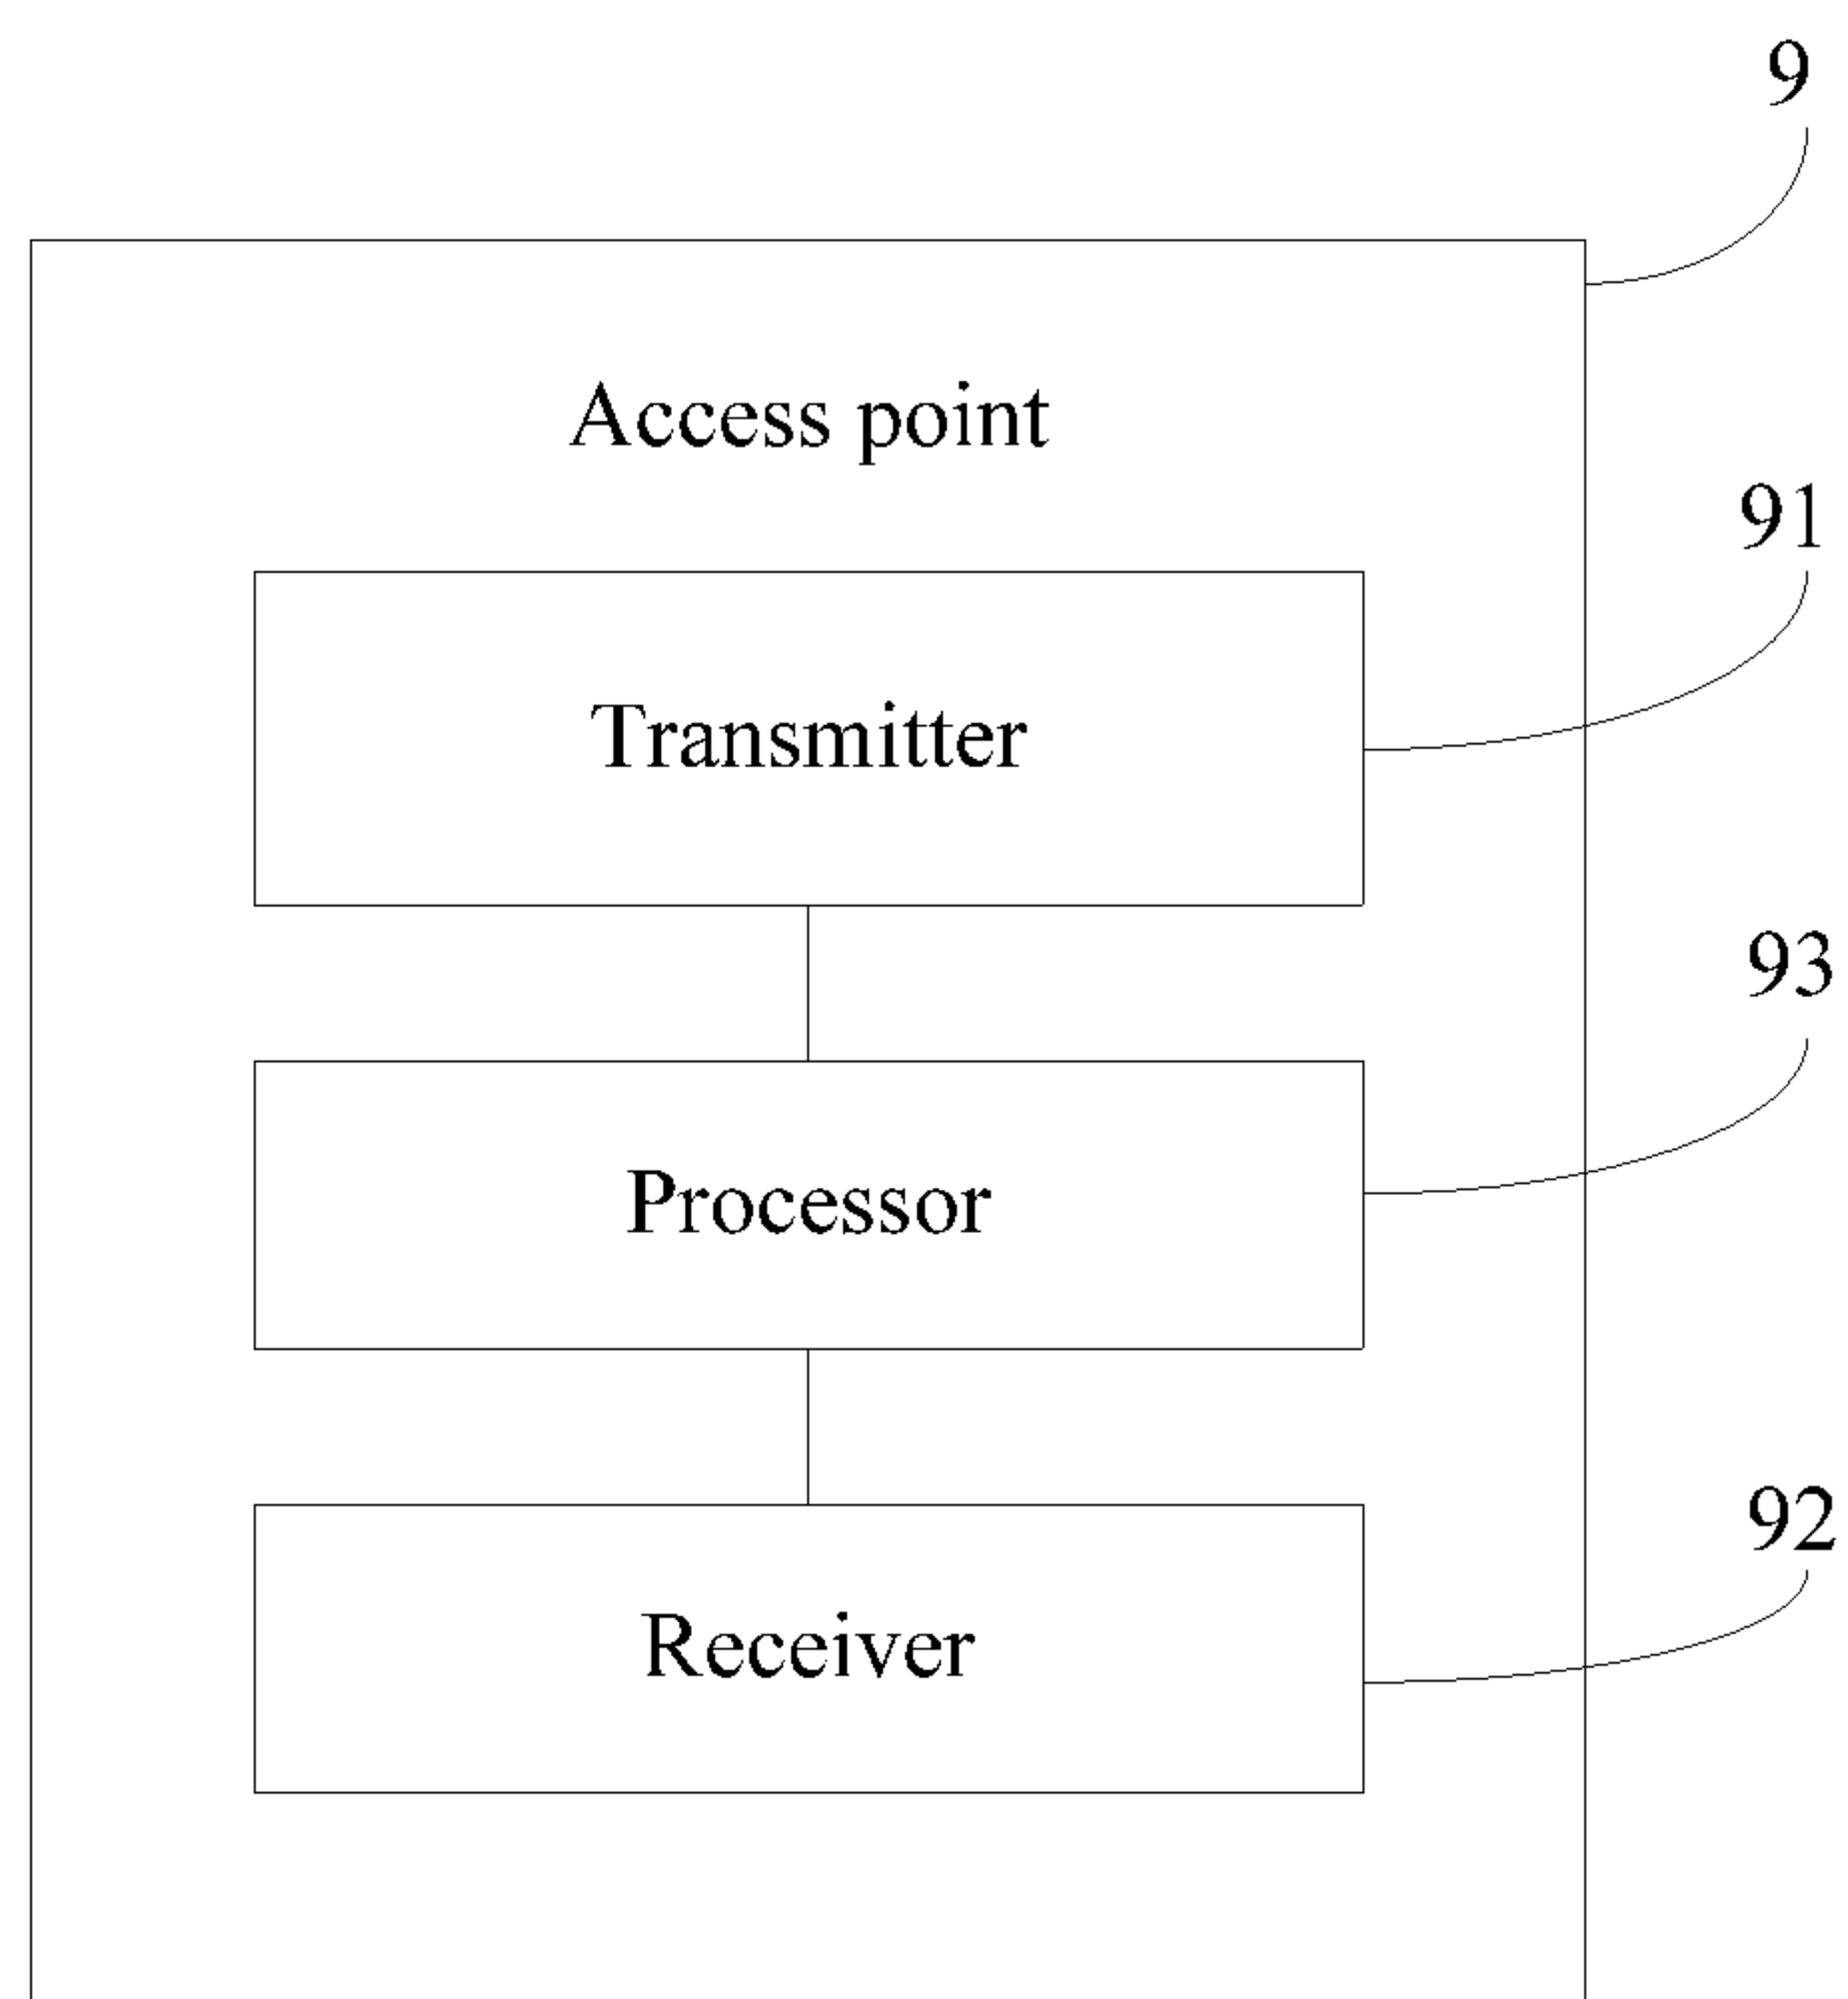 9
Access point
91
Transmitter
93
Processor
92
Receiver